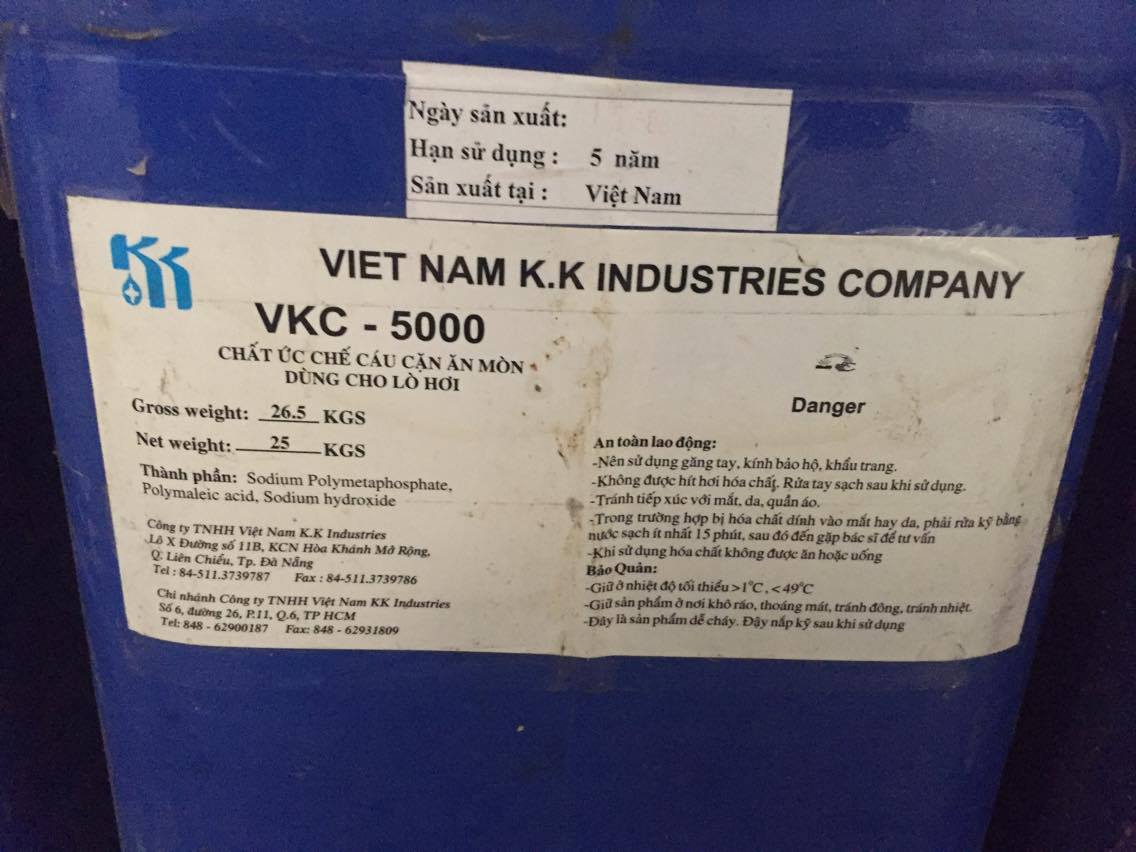 Ngày sản xuất:
Hạn sử dụng : 5 năm
Sản xuất tại : Việt Nam
KK
VIET NAM K.K INDUSTRIES COMPANY
VKC - 5000
CHẤT ỨC CHẾ CÁU CẶN ĂN MÒN
DÙNG CHO LÒ HƠI
Gross weight: 26.5 KGS
Net weight: 25 KGS
Thành phần: Sodium Polymetaphosphate,
Polymaleic acid, Sodium hydroxide
Công ty TNHH Việt Nam K.K Industries
Lô X Đường số 11B, KCN Hòa Khánh Mở Rộng,
Q. Liên Chiểu, Tp. Đà Nẵng
Tel : 84-511.3739787 Fax : 84-511.3739786
Chi nhánh Công ty TNHH Việt Nam KK Industries
Số 6, đường 26, P.11, Q.6, TP HCM
Tel: 848 - 62900187 Fax: 848 - 62931809
Danger
An toàn lao động:
-Nên sử dụng găng tay, kính bảo hộ, khẩu trang.
-Không được hít hơi hóa chất. Rửa tay sạch sau khi sử dụng.
-Tránh tiếp xúc với mắt, da, quần áo.
-Trong trường hợp bị hóa chất dính vào mắt hay da, phải rửa kỹ bằng
nước sạch ít nhất 15 phút, sau đó đến gặp bác sĩ để tư vấn
-Khi sử dụng hóa chất không được ăn hoặc uống
Bảo Quản:
-Giữ ở nhiệt độ tối thiểu >1°C , <49°C
-Giữ sản phẩm ở nơi khô ráo, thoáng mát, tránh đông, tránh nhiệt.
-Đây là sản phẩm dễ cháy. Đậy nắp kỹ sau khi sử dụng